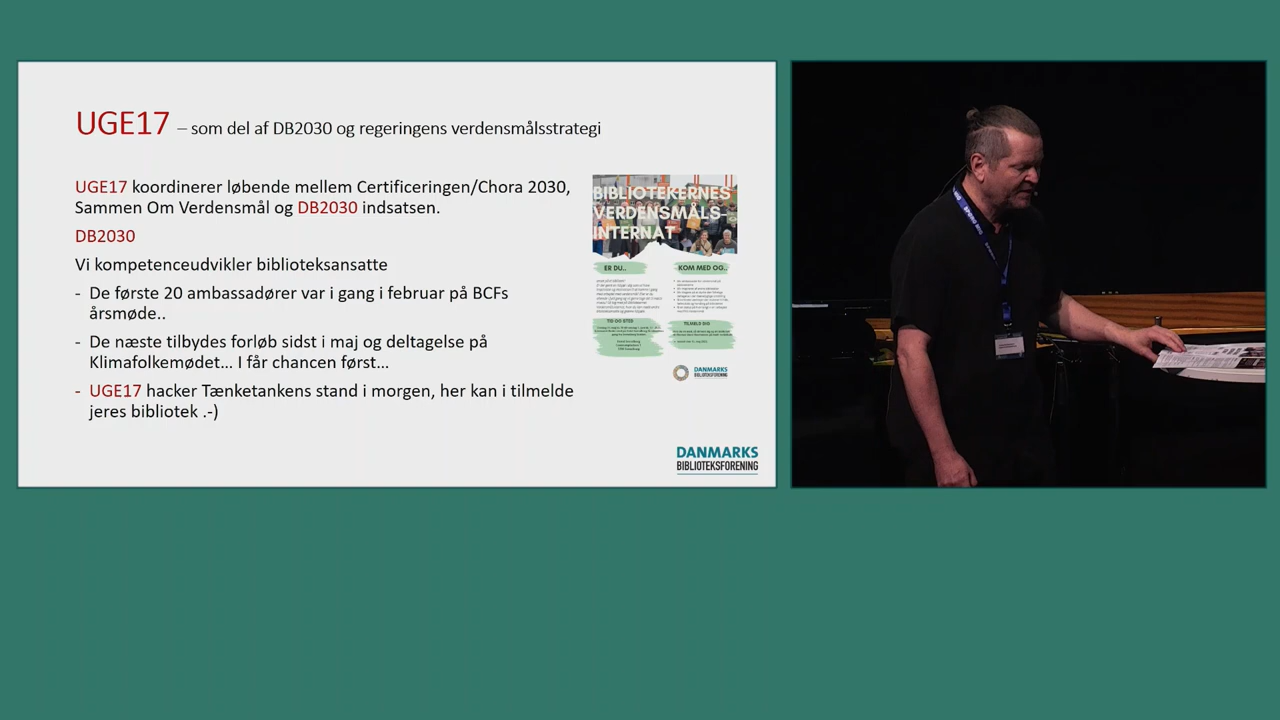 UGE17 – som del af DB2030 og regeringens verdensmålsstrategi
UGE17 koordinerer løbende mellem Certificeringen/Chora 2030,
Sammen Om Verdensmål og DB2030 indsatsen.
DB2030
Vi kompetenceudvikler biblioteksansatte
- De første 20 ambassadører var i gang i februar på BCFs
årsmøde..
- De næste tilbydes forløb sidst i maj og deltagelse på
Klimafolkemødet... I får chancen først...
- UGE17 hacker Tænketankens stand i morgen, her kan i tilmelde
jeres bibliotek .-)
BIBLIOTEKERNES
VERDENSMÅLS-
INTERNAT
ER DU..
KOM MED OG..
TID OG STED
TILMELD DIG
DANMARKS
BIBLIOTEKSFORENING
DANMARKS
BIBLIOTEKSFORENING